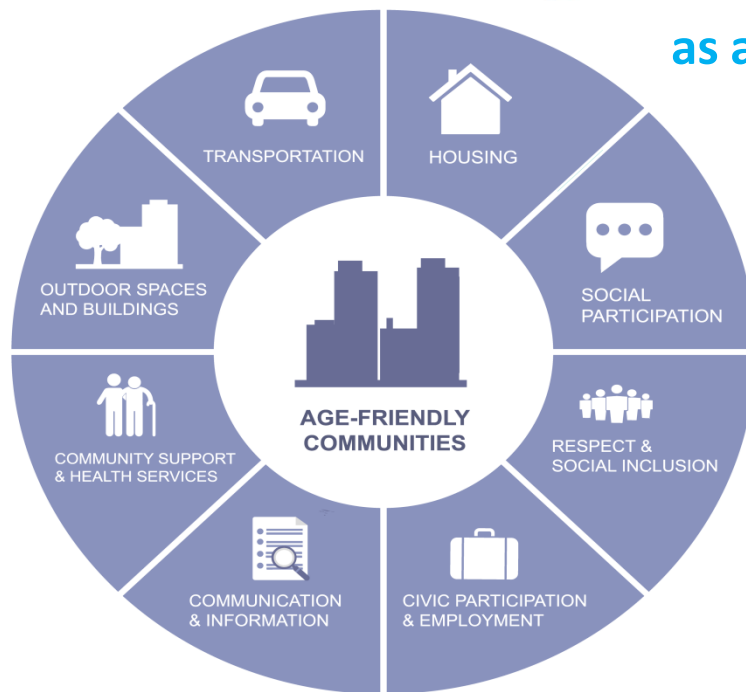 as a
TRANSPORTATION
HOUSING
OUTDOOR SPACES
AND BUILDINGS
SOCIAL
PARTICIPATION
AGE-FRIENDLY
COMMUNITIES
COMMUNITY SUPPORT
& HEALTH SERVICES
RESPECT &
SOCIAL INCLUSION
COMMUNICATION
& INFORMATION
CIVIC PARTICIPATION
& EMPLOYMENT